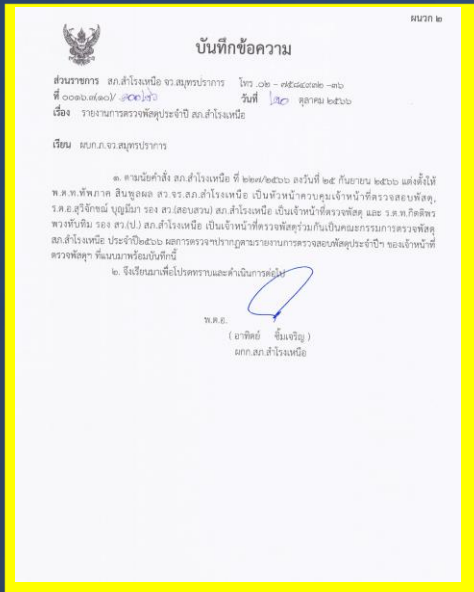 ผนวก ๒
บันทึกข้อความ
ส่วนราชการ สภ.สำโรงเหนือ จว.สมุทรปราการ โทร .๐๒ –
ที่ ๐๐๑๖.๓(๑๐)/ วันที่ ๒๐ ตุลาคม ๒๕๖๖
เรื่อง รายงานการตรวจพัสดุประจำปี สภ.สำโรงเหนือ
เรียน ผบก.ภ.จว.สมุทรปราการ
๑. ตามนัยคำสั่ง สภ.สำโรงเหนือ ที่ ๒๒๗/๒๕๖๖ ลงวันที่ ๒๕ กันยายน ๒๕๖๖ แต่งตั้งให้
พ.ต.ท.ทัพภาค สินพูลผล สว.จร.สภ.สำโรงเหนือ เป็นหัวหน้าควบคุมเจ้าหน้าที่ตรวจสอบพัสดุ,
ร.ต.อ.สุวิจักขณ์ บุญมีมา รอง สว.(สอบสวน) สภ.สำโรงเหนือ เป็นเจ้าหน้าที่ตรวจพัสดุ และ ร.ต.ท.กิตติพร
พวงทับทิม รอง สว.(ป.) สภ.สำโรงเหนือ เป็นเจ้าหน้าที่ตรวจพัสดุร่วมกันเป็นคณะกรรมการตรวจพัสดุ
สภ.สำโรงเหนือ ประจำปี๒๕๖๖ ผลการตรวจฯปรากฏตามรายงานการตรวจสอบพัสดุประจำปีฯ ของเจ้าหน้าที่
ตรวจพัสดุฯ ที่แนบมาพร้อมบันทึกนี้
๒. จึงเรียนมาเพื่อโปรดทราบและดำเนินการต่อไป
พ.ต.อ.
( อาทิตย์ ซิ้มเจริญ )
ผกก.สภ.สำโรงเหนือ